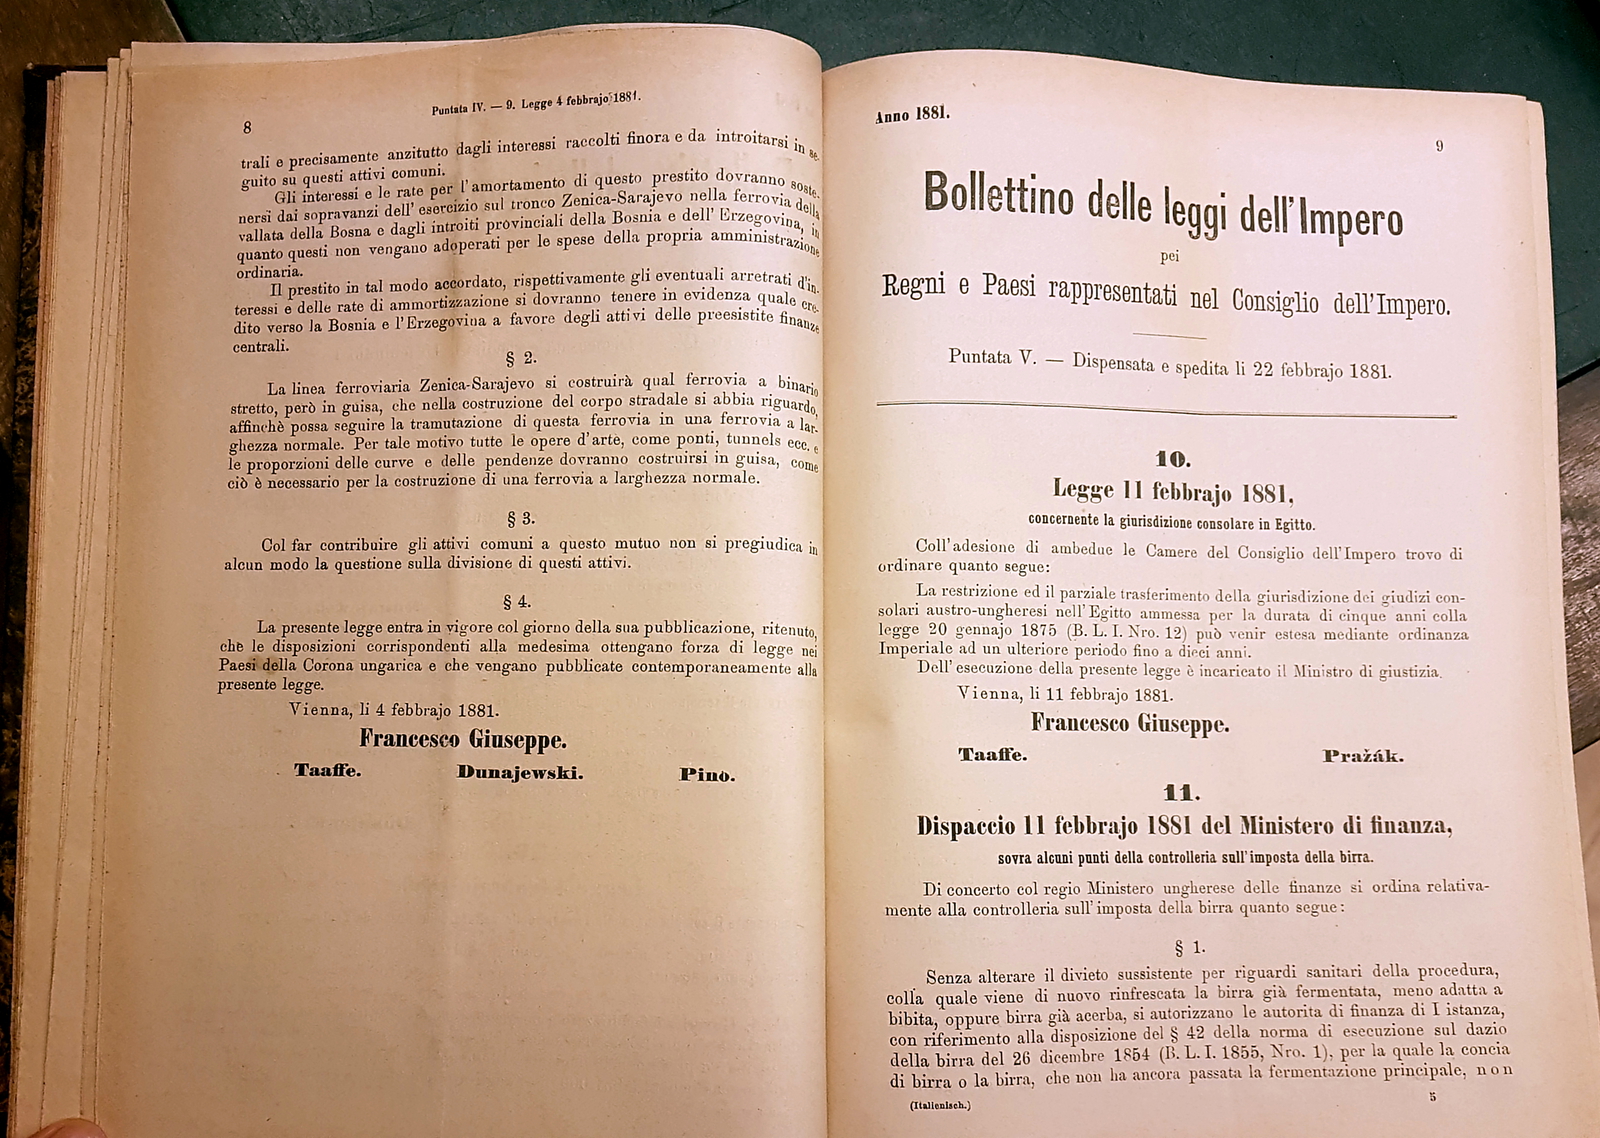 8
Puntata IV. — 9. Legge 4 febbrajo 1881.
trali e precisamente anzitutto dagli interessi raccolti finora e da introitarsi in se-
guito su questi attivi comuni.
Gli interessi e le rate per l'amortamento di questo prestito dovranno soste-
nersi dai sopravanzi dell'esercizio sul tronco Zenica-Sarajevo nella ferrovia della
vallata della Bosna e dagli introiti provinciali della Bosnia e dell'Erzegovina, in
quanto questi non vengano adoperati per le spese della propria amministrazione
ordinaria.
Il prestito in tal modo accordato, rispettivamente gli eventuali arretrati d'in-
teressi e delle rate di ammortizzazione si dovranno tenere in evidenza quale cre-
dito verso la Bosnia e l'Erzegovina a favore degli attivi delle preesistite finanze
centrali.
§ 2.
La linea ferroviaria Zenica-Sarajevo si costruirà qual ferrovia a binario
stretto, però in guisa, che nella costruzione del corpo stradale si abbia riguardo,
affinchè possa seguire la tramutazione di questa ferrovia in una ferrovia a lar-
ghezza normale. Per tale motivo tutte le opere d'arte, come ponti, tunnels ecc. e
le proporzioni delle curve e delle pendenze dovranno costruirsi in guisa, come
ciò è necessario per la costruzione di una ferrovia a larghezza normale.
§ 3.
Col far contribuire gli attivi comuni a questo mutuo non si pregiudica in
alcun modo la questione sulla divisione di questi attivi.
§ 4.
La presente legge entra in vigore col giorno della sua pubblicazione, ritenuto,
chè le disposizioni corrispondenti alla medesima ottengano forza di legge nei
Paesi della Corona ungarica e che vengano pubblicate contemporaneamente alla
presente legge.
Vienna, li 4 febbrajo 1881.
Francesco Giuseppe.
Taaffe. Dunajewski. Pino.
Anno 1881.
9
Bollettino delle leggi dell'Impero
pei
Regni e Paesi rappresentati nel Consiglio dell'Impero.
Puntata V. — Dispensata e spedita li 22 febbrajo 1881.
10.
Legge 11 febbrajo 1881,
concernente la giurisdizione consolare in Egitto.
Coll'adesione di ambedue le Camere del Consiglio dell'Impero trovo di
ordinare quanto segue:
La restrizione ed il parziale trasferimento della giurisdizione dei giudizi con-
solari austro-ungheresi nell'Egitto ammessa per la durata di cinque anni colla
legge 20 gennajo 1875 (B. L. I. Nro. 12) può venir estesa mediante ordinanza
Imperiale ad un ulteriore periodo fino a dieci anni.
Dell'esecuzione della presente legge è incaricato il Ministro di giustizia.
Vienna, li 11 febbrajo 1881.
Francesco Giuseppe.
Taaffe. Pražák.
11.
Dispaccio 11 febbrajo 1881 del Ministero di finanza,
sovra alcuni punti della controlleria sull'imposta della birra.
Di concerto col regio Ministero ungherese delle finanze si ordina relativa-
mente alla controlleria sull'imposta della birra quanto segue:
§ 1.
Senza alterare il divieto sussistente per riguardi sanitari della procedura,
colla quale viene di nuovo rinfrescata la birra già fermentata, meno adatta a
bibita, oppure birra già acerba, si autorizzano le autorita di finanza di I istanza,
con riferimento alla disposizione del § 42 della norma di esecuzione sul dazio
della birra del 26 dicembre 1854 (B. L. I. 1855, Nro. 1), per la quale la concia
di birra o la birra, che non ha ancora passata la fermentazione principale, non
(Italienisch.)
5